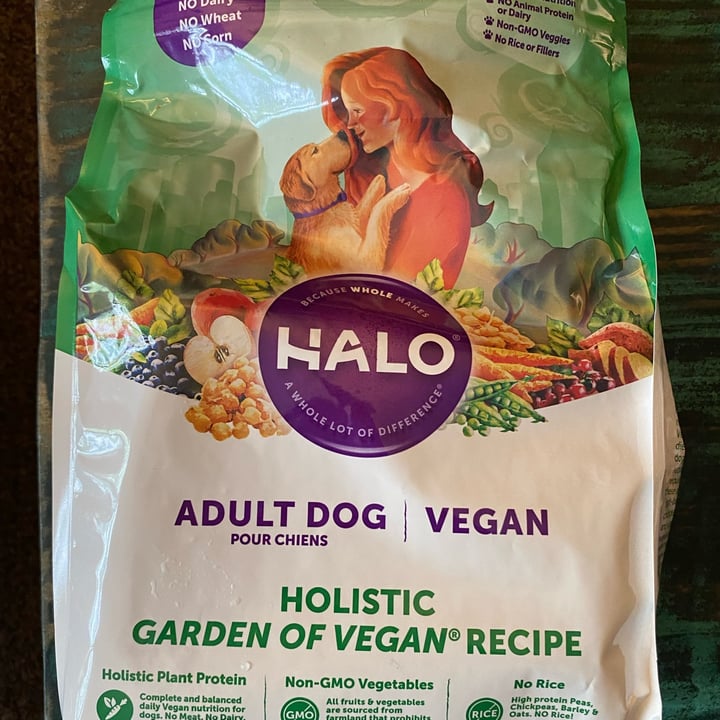 NO Dairy
NO Wheat
NO Corn
NO Animal Protein
or Dairy
Non-GMO Veggies
No Rice or Fillers
BECAUSE WHOLE MAKES
HALO®
A WHOLE LOT OF DIFFERENCE®
ADULT DOG | VEGAN
POUR CHIENS
HOLISTIC
GARDEN OF VEGAN® RECIPE
Holistic Plant Protein
Complete and balanced
daily Vegan nutrition for
dogs. No Meat, No Dairy,
Non-GMO Vegetables
GMO
All fruits & vegetables
are sourced from
farmland that prohibits
No Rice
RICE
High protein Peas,
Chickpeas, Barley &
Oats. NO Rice.